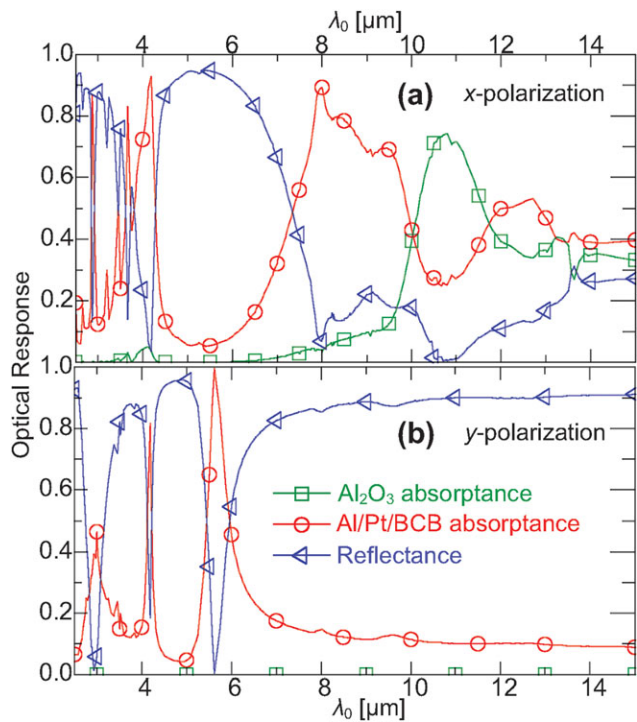 λ₀ [µm]
4 6 8 10 12 14
1.0
(a) x-polarization
0.8
0.6
0.4
0.2
Optical Response
1.0
(b) y-polarization
0.8
0.6
Al₂O₃ absorptance
Al/Pt/BCB absorptance
0.4
Reflectance
0.2
0.0
4 6 8 10 12 14
λ₀ [µm]